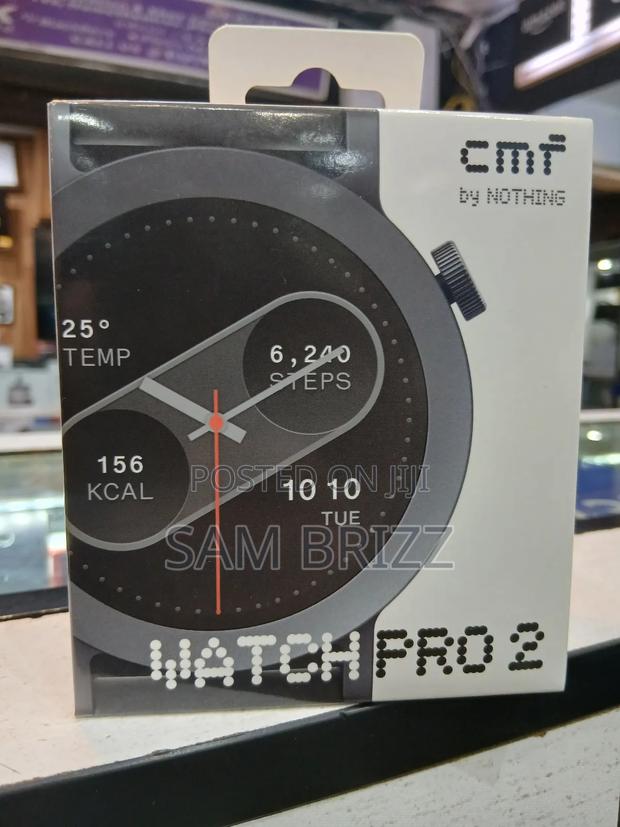 cmf
by NOTHING
25°
TEMP
6,240
STEPS
156
KCAL
10 10
TUE
POSTED ON JIJI
SAM BRIZZ
WATCH PRO 2